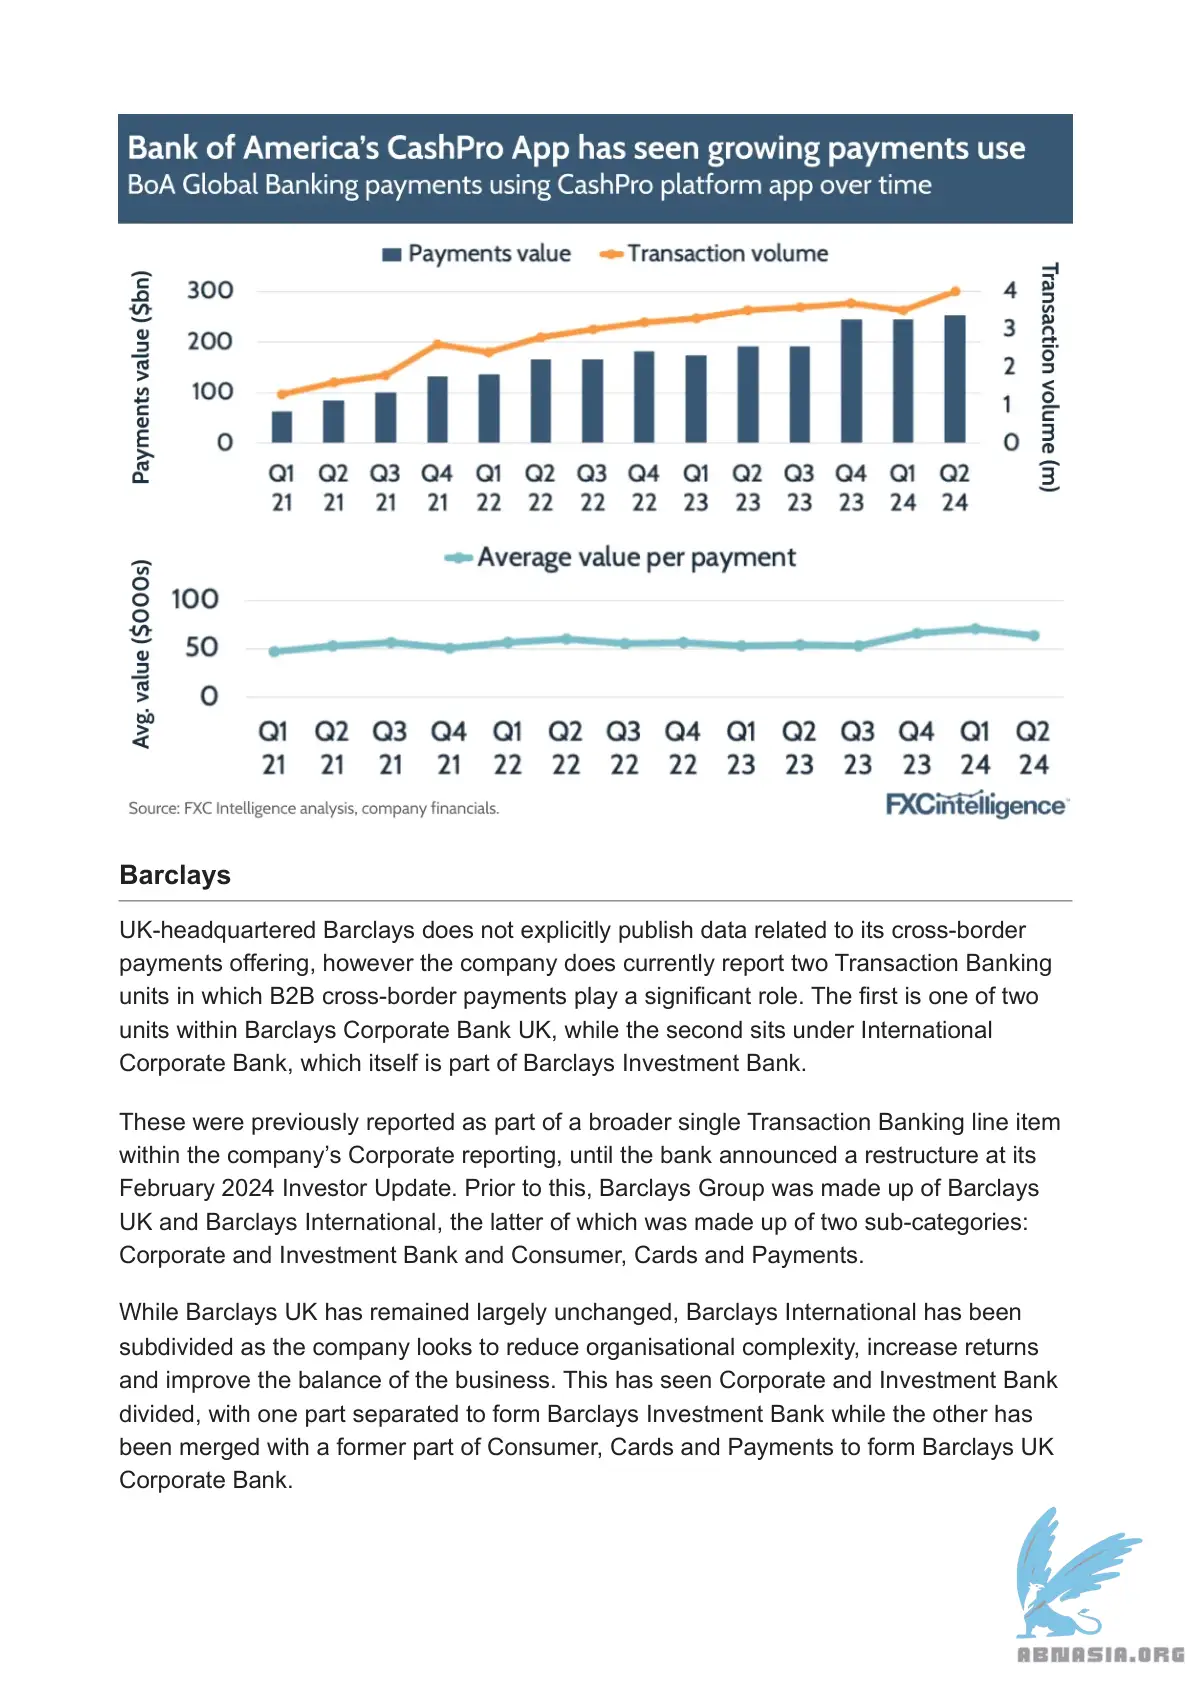 Bank of America's CashPro App has seen growing payments use
BoA Global Banking payments using CashPro platform app over time
Payments value
Transaction volume
Payments value ($bn)
300
200
100
0
4
3
2
1
0
Transaction volume (m)
Q1 Q2 Q3 Q4 Q1 Q2 Q3 Q4 Q1 Q2 Q3 Q4 Q1 Q2
21 21 21 21 22 22 22 22 23 23 23 23 24 24
Average value per payment
Avg. value ($000s)
100
50
0
Q1 Q2 Q3 Q4 Q1 Q2 Q3 Q4 Q1 Q2 Q3 Q4 Q1 Q2
21 21 21 21 22 22 22 22 23 23 23 23 24 24
Source: FXC Intelligence analysis, company financials.
FXCintelligence™
Barclays
UK-headquartered Barclays does not explicitly publish data related to its cross-border
payments offering, however the company does currently report two Transaction Banking
units in which B2B cross-border payments play a significant role. The first is one of two
units within Barclays Corporate Bank UK, while the second sits under International
Corporate Bank, which itself is part of Barclays Investment Bank.
These were previously reported as part of a broader single Transaction Banking line item
within the company's Corporate reporting, until the bank announced a restructure at its
February 2024 Investor Update. Prior to this, Barclays Group was made up of Barclays
UK and Barclays International, the latter of which was made up of two sub-categories:
Corporate and Investment Bank and Consumer, Cards and Payments.
While Barclays UK has remained largely unchanged, Barclays International has been
subdivided as the company looks to reduce organisational complexity, increase returns
and improve the balance of the business. This has seen Corporate and Investment Bank
divided, with one part separated to form Barclays Investment Bank while the other has
been merged with a former part of Consumer, Cards and Payments to form Barclays UK
Corporate Bank.
ABNASIA.ORG